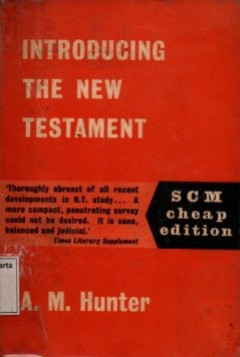 INTRODUCING
THE NEW
TESTAMENT
'Thoroughly abreast of all recent
developments in N.T. study... A
more compact, penetrating survey
could not be desired. It is sane,
balanced and judicial.'
Times Literary Supplement
SCM
cheap
edition
arta
A. M. Hunter